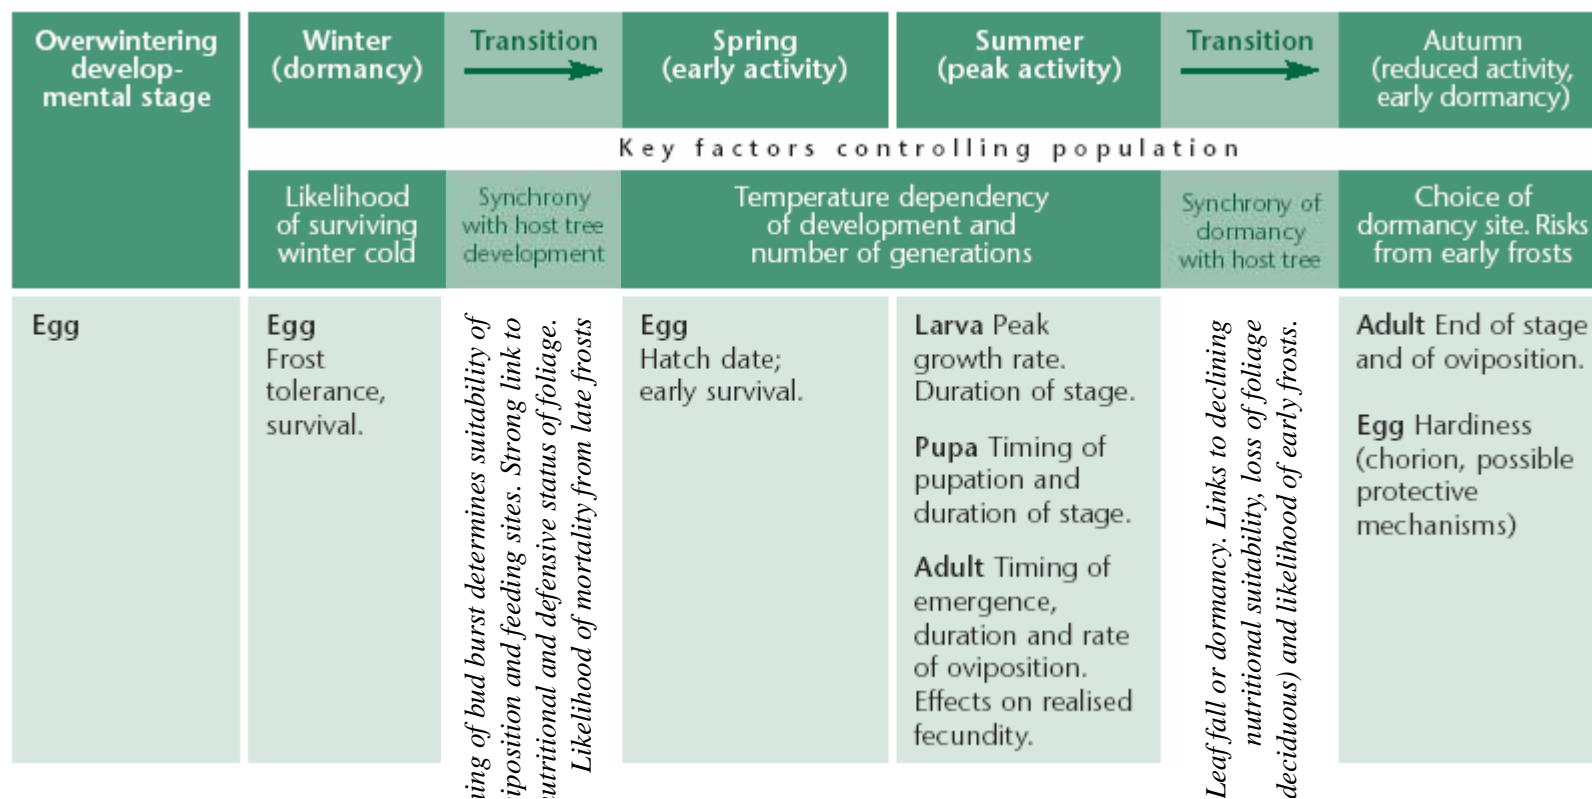 Overwintering
develop-
mental stage
Winter
(dormancy)
Transition
Spring
(early activity)
Summer
(peak activity)
Transition
Autumn
(reduced activity,
early dormancy)
Key factors controlling population
Likelihood
of surviving
winter cold
Synchrony
with host tree
development
Temperature dependency
of development and
number of generations
Synchrony of
dormancy
with host tree
Choice of
dormancy site. Risks
from early frosts
Egg
Egg
Frost
tolerance,
survival.
of bud burst determines suitability of
and feeding sites. Strong link to
and defensive status of foliage.
Likelihood of mortality from late frosts
Egg
Hatch date;
early survival.
Larva Peak
growth rate.
Duration of stage.
Pupa Timing of
pupation and
duration of stage.
Adult Timing of
emergence,
duration and rate
of oviposition.
Effects on realised
fecundity.
Leaf fall or dormancy. Links to declining
nutritional suitability, loss of foliage
deciduous) and likelihood of early frosts.
Adult End of stage
and of oviposition.
Egg Hardiness
(chorion, possible
protective
mechanisms)